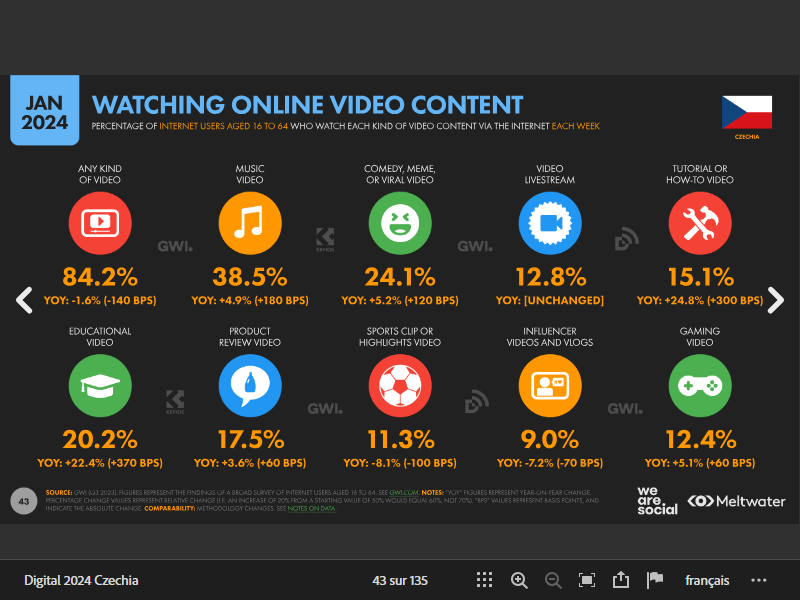 JAN
2024
WATCHING ONLINE VIDEO CONTENT
PERCENTAGE OF INTERNET USERS AGED 16 TO 64 WHO WATCH EACH KIND OF VIDEO CONTENT VIA THE INTERNET EACH WEEK
CZECHIA
ANY KIND
OF VIDEO
MUSIC
VIDEO
COMEDY, MEME,
OR VIRAL VIDEO
VIDEO
LIVESTREAM
TUTORIAL OR
HOW-TO VIDEO
GWI.
KEPIOS
GWI.
84.2%
38.5%
24.1%
12.8%
15.1%
YOY: -1.6% (-140 BPS)
YOY: +4.9% (+180 BPS)
YOY: +5.2% (+120 BPS)
YOY: [UNCHANGED]
YOY: +24.8% (+300 BPS)
EDUCATIONAL
VIDEO
PRODUCT
REVIEW VIDEO
SPORTS CLIP OR
HIGHLIGHTS VIDEO
INFLUENCER
VIDEOS AND VLOGS
GAMING
VIDEO
KEPIOS
GWI.
GWI.
20.2%
17.5%
11.3%
9.0%
12.4%
YOY: +22.4% (+370 BPS)
YOY: +3.6% (+60 BPS)
YOY: -8.1% (-100 BPS)
YOY: -7.2% (-70 BPS)
YOY: +5.1% (+60 BPS)
43
SOURCE: GWI (Q3 2023). FIGURES REPRESENT THE FINDINGS OF A BROAD SURVEY OF INTERNET USERS AGED 16 TO 64. SEE GWI.COM. NOTES: "YOY" FIGURES REPRESENT YEAR-ON-YEAR CHANGE.
PERCENTAGE CHANGE VALUES REPRESENT RELATIVE CHANGE (I.E. AN INCREASE OF 20% FROM A STARTING VALUE OF 50% WOULD EQUAL 60%, NOT 70%). "BPS" VALUES REPRESENT BASIS POINTS, AND
INDICATE THE ABSOLUTE CHANGE. COMPARABILITY: METHODOLOGY CHANGES. SEE NOTES ON DATA.
we
are.
social
Meltwater
Digital 2024 Czechia
43 sur 135
français